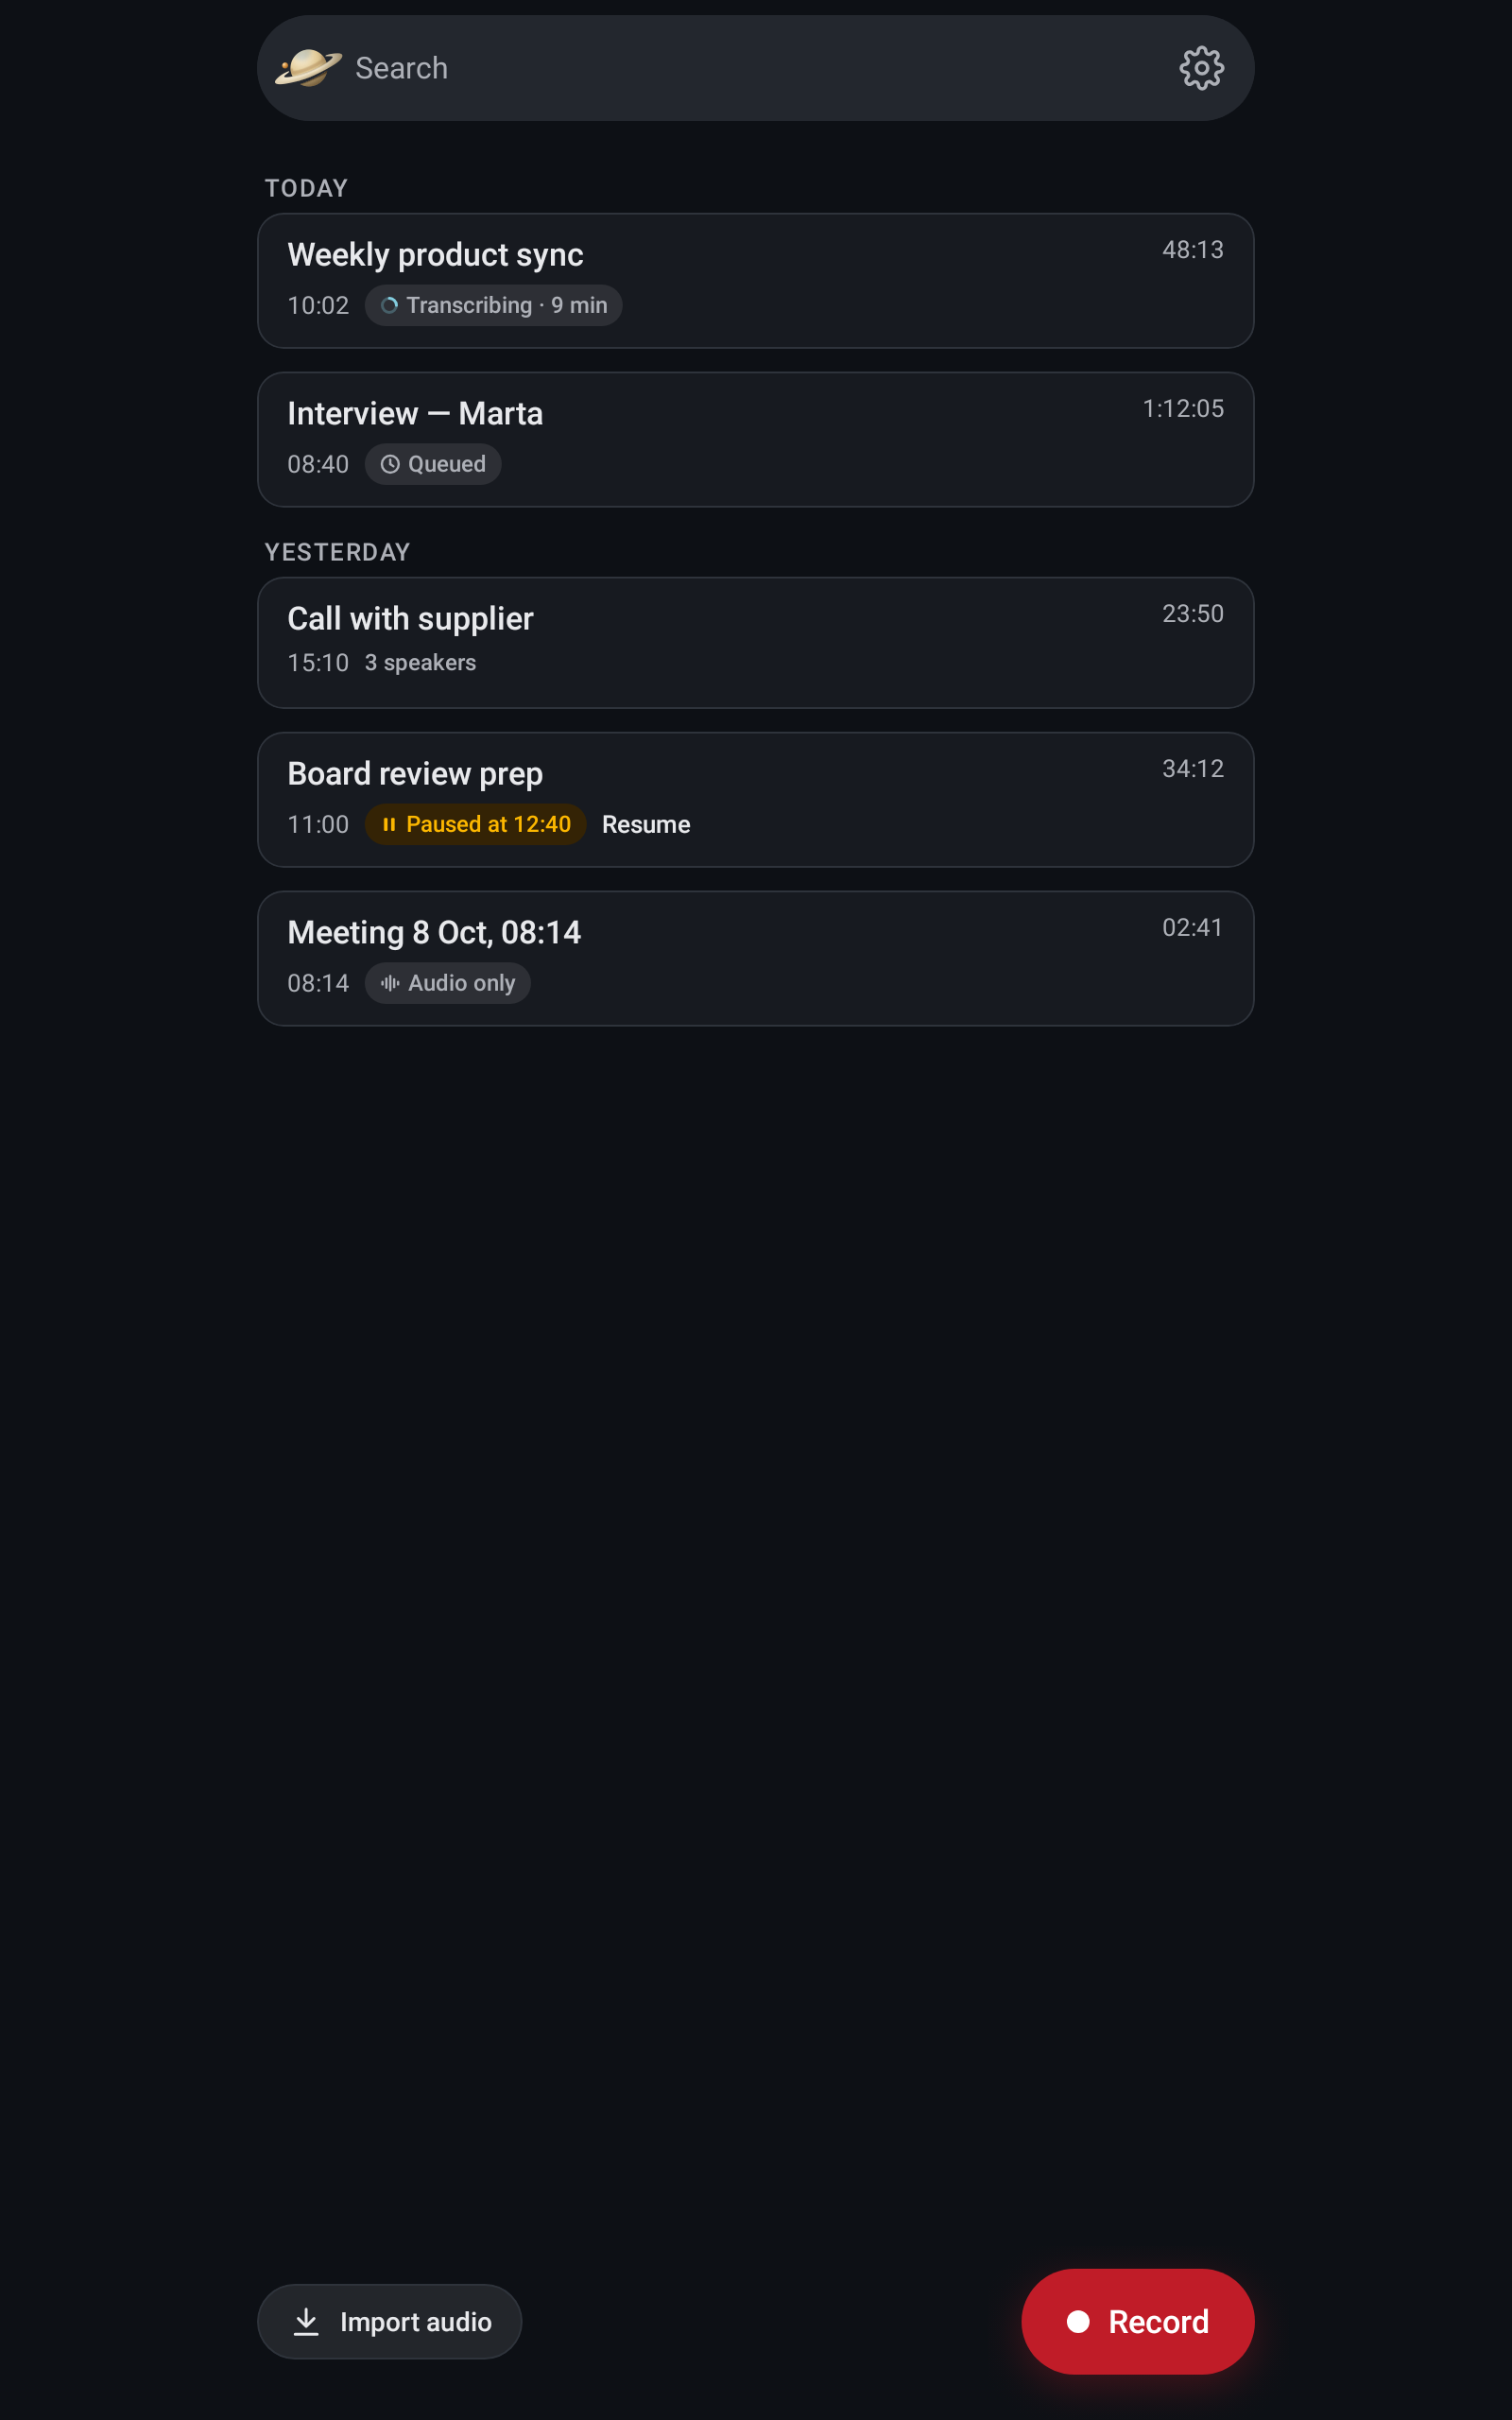 Search
TODAY
Weekly product sync 48:13
10:02 Transcribing · 9 min
Interview — Marta 1:12:05
08:40 Queued
YESTERDAY
Call with supplier 23:50
15:10 3 speakers
Board review prep 34:12
11:00 Paused at 12:40 Resume
Meeting 8 Oct, 08:14 02:41
08:14 Audio only
Import audio Record